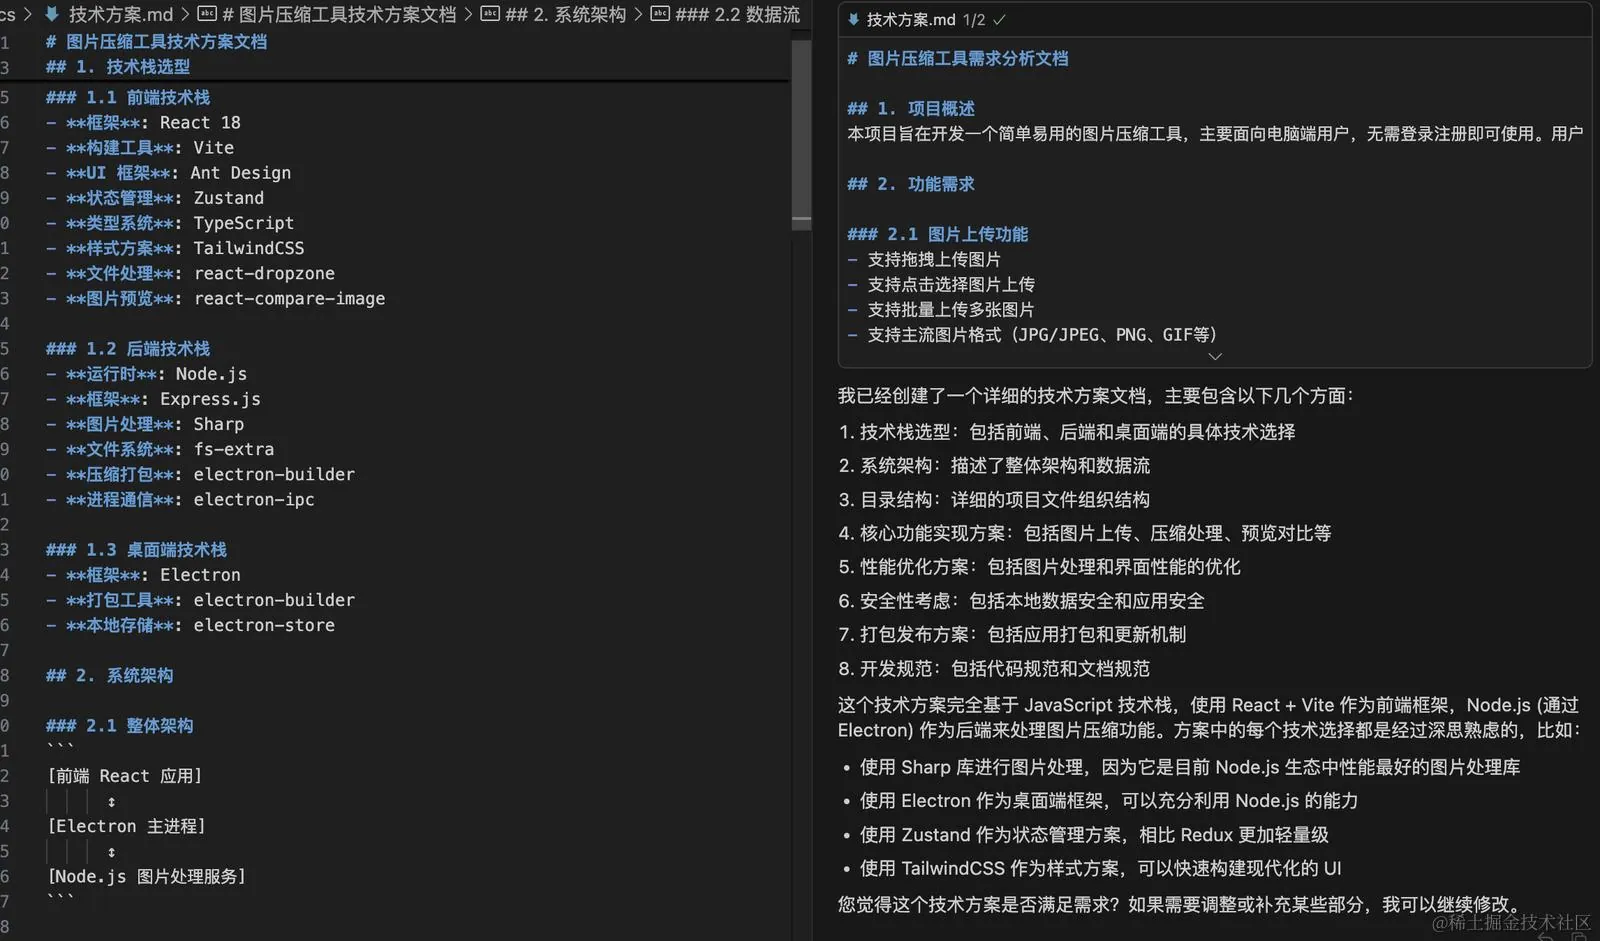 cs > 技术方案.md > # 图片压缩工具技术方案文档 > ## 2. 系统架构 > ### 2.2 数据流
1 # 图片压缩工具技术方案文档
3 ## 1. 技术栈选型
5 ### 1.1 前端技术栈
6 - **框架**: React 18
7 - **构建工具**: Vite
8 - **UI 框架**: Ant Design
9 - **状态管理**: Zustand
0 - **类型系统**: TypeScript
1 - **样式方案**: TailwindCSS
2 - **文件处理**: react-dropzone
3 - **图片预览**: react-compare-image
4
5 ### 1.2 后端技术栈
6 - **运行时**: Node.js
7 - **框架**: Express.js
8 - **图片处理**: Sharp
9 - **文件系统**: fs-extra
0 - **压缩打包**: electron-builder
1 - **进程通信**: electron-ipc
2
3 ### 1.3 桌面端技术栈
4 - **框架**: Electron
5 - **打包工具**: electron-builder
6 - **本地存储**: electron-store
7
8 ## 2. 系统架构
9
0 ### 2.1 整体架构
1 ```
2 [前端 React 应用]
3 ↕
4 [Electron 主进程]
5 ↕
6 [Node.js 图片处理服务]
7 ```
8
技术方案.md 1/2 ✓
# 图片压缩工具需求分析文档
## 1. 项目概述
本项目旨在开发一个简单易用的图片压缩工具，主要面向电脑端用户，无需登录注册即可使用。用户
## 2. 功能需求
### 2.1 图片上传功能
- 支持拖拽上传图片
- 支持点击选择图片上传
- 支持批量上传多张图片
- 支持主流图片格式（JPG/JPEG、PNG、GIF等）
我已经创建了一个详细的技术方案文档，主要包含以下几个方面：
1. 技术栈选型：包括前端、后端和桌面端的具体技术选择
2. 系统架构：描述了整体架构和数据流
3. 目录结构：详细的项目文件组织结构
4. 核心功能实现方案：包括图片上传、压缩处理、预览对比等
5. 性能优化方案：包括图片处理和界面性能的优化
6. 安全性考虑：包括本地数据安全和应用安全
7. 打包发布方案：包括应用打包和更新机制
8. 开发规范：包括代码规范和文档规范
这个技术方案完全基于 JavaScript 技术栈，使用 React + Vite 作为前端框架，Node.js (通过
Electron) 作为后端来处理图片压缩功能。方案中的每个技术选择都是经过深思熟虑的，比如：
• 使用 Sharp 库进行图片处理，因为它是目前 Node.js 生态中性能最好的图片处理库
• 使用 Electron 作为桌面端框架，可以充分利用 Node.js 的能力
• 使用 Zustand 作为状态管理方案，相比 Redux 更加轻量级
• 使用 TailwindCSS 作为样式方案，可以快速构建现代化的 UI
您觉得这个技术方案是否满足需求？如果需要调整或补充某些部分，我可以继续修改。
@稀土掘金技术社区